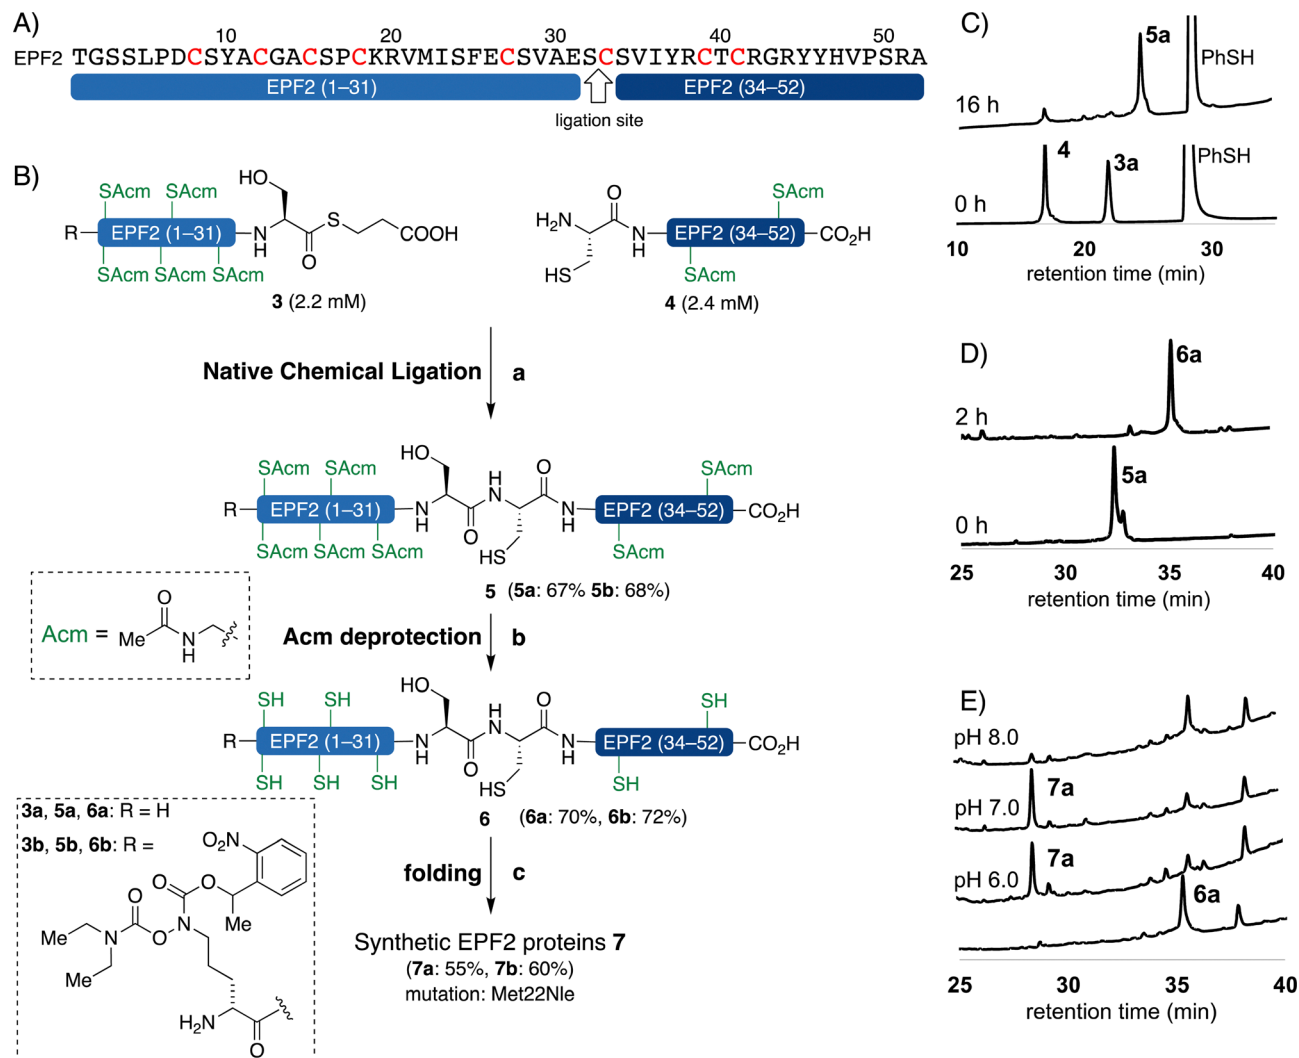 A)
10 20 30 40 50
EPF2 TGSSLPDCSYACGACSPCKRVMISFECSVAESCSVIYRCTCRGRYYHVPSRA
EPF2 (1–31) EPF2 (34–52)
ligation site
B)
HO
SAcm SAcm
R EPF2 (1–31) N H S COOH
O
SAcm SAcm SAcm
3 (2.2 mM)
O SAcm
H2N N H EPF2 (34–52) CO2H
HS SAcm
4 (2.4 mM)
Native Chemical Ligation a
HO
SAcm SAcm H N O SAcm
R EPF2 (1–31) N H O N H EPF2 (34–52) CO2H
SAcm SAcm SAcm HS SAcm
5 (5a: 67% 5b: 68%)
Acm = Me O N H
Acm deprotection b
HO
SH SH H N O SH
R EPF2 (1–31) N H O N H EPF2 (34–52) CO2H
SH SH SH HS SH
6 (6a: 70%, 6b: 72%)
3a, 5a, 6a: R = H
3b, 5b, 6b: R =
O2N
O O
O Me
Me N O N
Me
H2N
O
folding c
Synthetic EPF2 proteins 7
(7a: 55%, 7b: 60%)
mutation: Met22Nle
C)
5a
PhSH
16 h
4 3a PhSH
0 h
10 20 30
retention time (min)
D)
6a
2 h
5a
0 h
25 30 35 40
retention time (min)
E)
pH 8.0
7a
pH 7.0
7a
pH 6.0
6a
25 30 35 40
retention time (min)